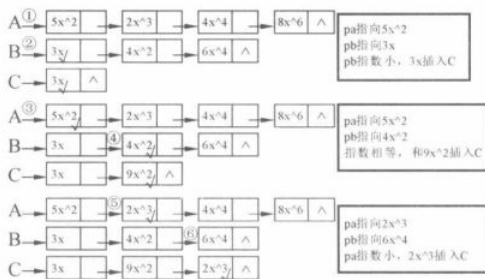 A ① 5x^2 2x^3 4x^4 8x^6 ∧
B ② 3x 4x^2 6x^4 ∧
C 3x ∧
pa指向5x^2
pb指向3x
pb指数小，3x插入C
A ③ 5x^2 2x^3 4x^4 8x^6 ∧
B 3x ④ 4x^2 6x^4 ∧
C 3x 9x^2 ∧
pa指向5x^2
pb指向4x^2
指数相等，和9x^2插入C
A 5x^2 ⑤ 2x^3 4x^4 8x^6 ∧
B 3x 4x^2 ⑥ 6x^4 ∧
C 3x 9x^2 2x^3 ∧
pa指向2x^3
pb指向6x^4
pa指数小，2x^3插入C